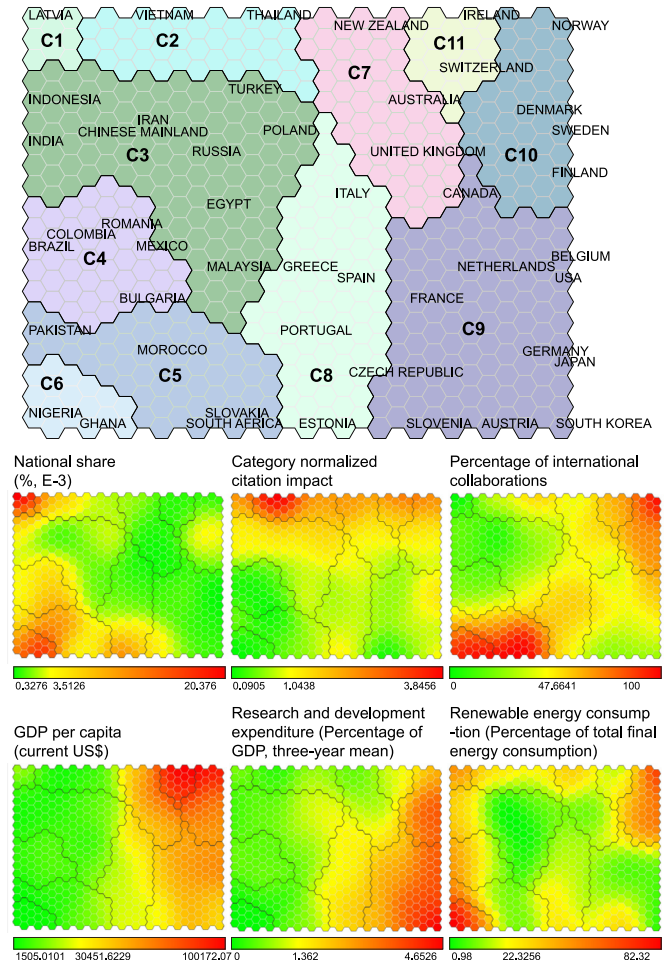 LATVIA VIETNAM THAILAND IRELAND
NEW ZEALAND NORWAY
C1 C2 C11
C7 SWITZERLAND
TURKEY
INDONESIA AUSTRALIA
DENMARK
IRAN
CHINESE MAINLAND POLAND SWEDEN
INDIA
C3 RUSSIA UNITED KINGDOM C10
FINLAND
ITALY CANADA
EGYPT
ROMANIA
COLOMBIA
BRAZIL MEXICO
C4 BELGIUM
MALAYSIA GREECE NETHERLANDS
SPAIN USA
BULGARIA FRANCE
PAKISTAN PORTUGAL C9
MOROCCO GERMANY
JAPAN
C6 C5 C8 CZECH REPUBLIC
NIGERIA SLOVAKIA
GHANA SOUTH AFRICA ESTONIA SLOVENIA AUSTRIA SOUTH KOREA
National share
(%, E-3)
0.3276 3.5126 20.376
Category normalized
citation impact
0.0905 1.0438 3.8456
Percentage of international
collaborations
0 47.6641 100
GDP per capita
(current US$)
1505.0101 30451.6229 100172.07
Research and development
expenditure (Percentage of
GDP, three-year mean)
0 1.362 4.6526
Renewable energy consump
-tion (Percentage of total final
energy consumption)
0.98 22.3256 82.32